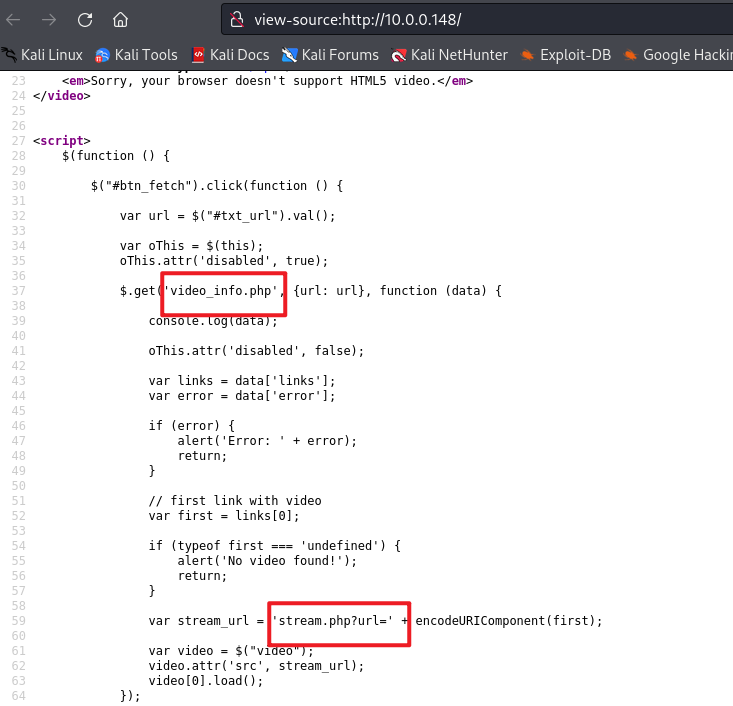 view-source:http://10.0.0.148/
Kali Linux Kali Tools Kali Docs Kali Forums Kali NetHunter Exploit-DB Google Hackin
23 <em>Sorry, your browser doesn't support HTML5 video.</em>
24 </video>
25
26
27 <script>
28 $(function () {
29
30 $("#btn_fetch").click(function () {
31
32 var url = $("#txt_url").val();
33
34 var oThis = $(this);
35 oThis.attr('disabled', true);
36
37 $.get('video_info.php', {url: url}, function (data) {
38
39 console.log(data);
40
41 oThis.attr('disabled', false);
42
43 var links = data['links'];
44 var error = data['error'];
45
46 if (error) {
47 alert('Error: ' + error);
48 return;
49 }
50
51 // first link with video
52 var first = links[0];
53
54 if (typeof first === 'undefined') {
55 alert('No video found!');
56 return;
57 }
58
59 var stream_url = 'stream.php?url=' + encodeURIComponent(first);
60
61 var video = $("video");
62 video.attr('src', stream_url);
63 video[0].load();
64 });